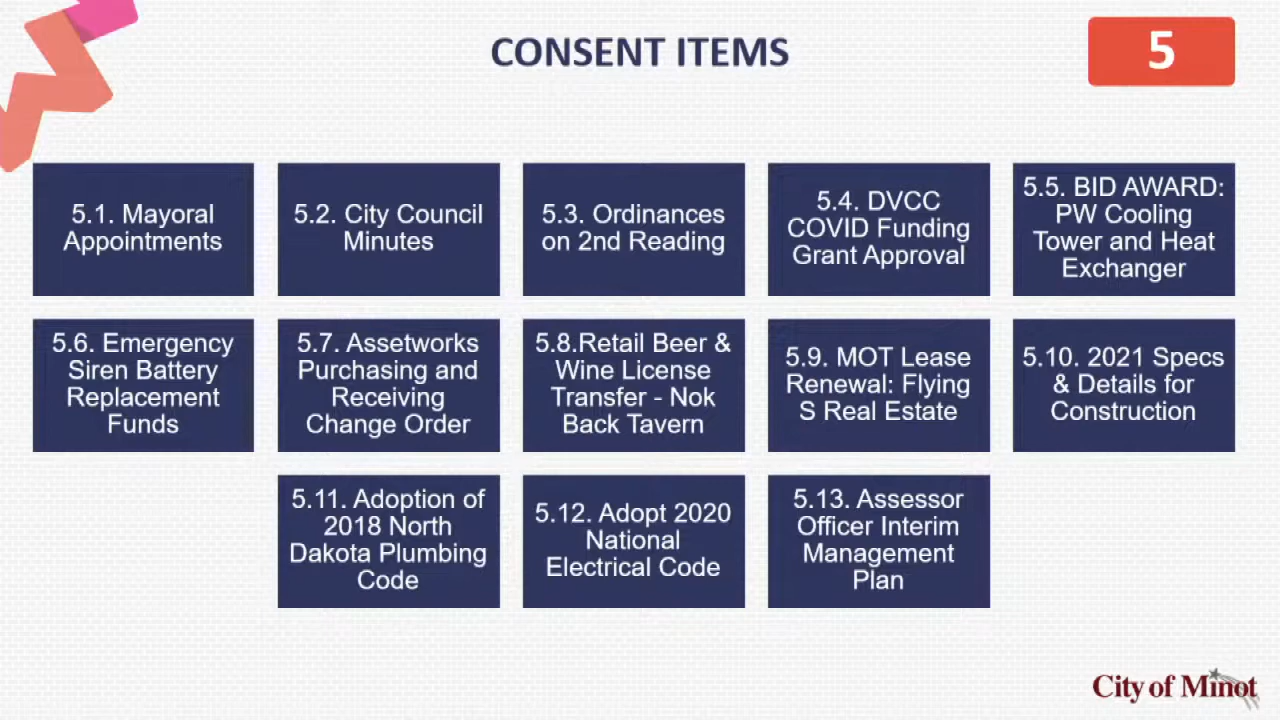 CONSENT ITEMS
5
5.1. Mayoral
Appointments
5.2. City Council
Minutes
5.3. Ordinances
on 2nd Reading
5.4. DVCC
COVID Funding
Grant Approval
5.5. BID AWARD:
PW Cooling
Tower and Heat
Exchanger
5.6. Emergency
Siren Battery
Replacement
Funds
5.7. Assetworks
Purchasing and
Receiving
Change Order
5.8.Retail Beer &
Wine License
Transfer - Nok
Back Tavern
5.9. MOT Lease
Renewal: Flying
S Real Estate
5.10. 2021 Specs
& Details for
Construction
5.11. Adoption of
2018 North
Dakota Plumbing
Code
5.12. Adopt 2020
National
Electrical Code
5.13. Assessor
Officer Interim
Management
Plan
City of Minot